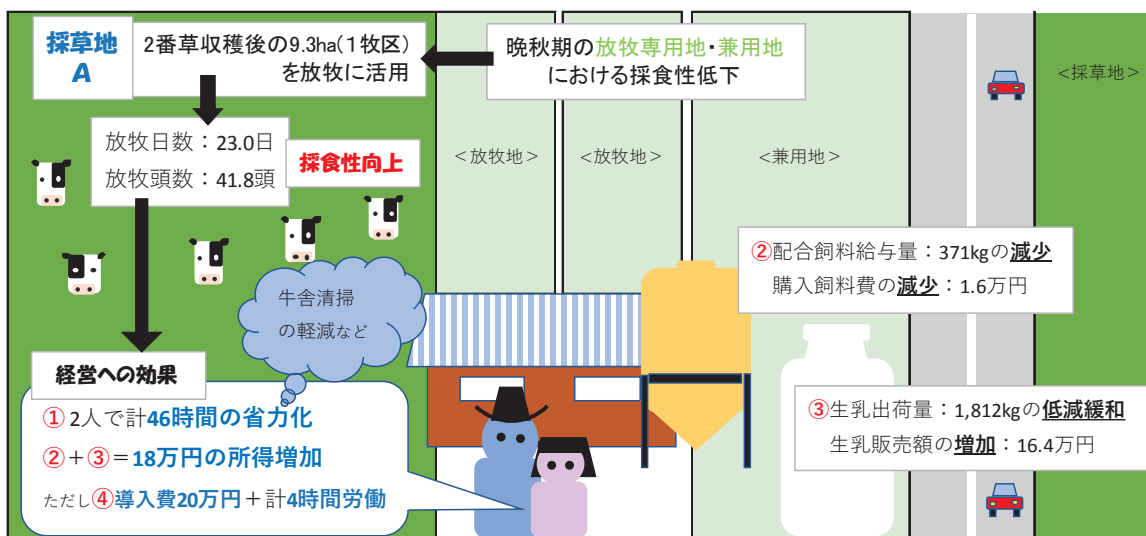 採草地
A
2番草収穫後の9.3ha(1牧区)
を放牧に活用
晩秋期の放牧専用地・兼用地
における採食性低下
<採草地>
放牧日数:23.0日
放牧頭数:41.8頭
採食性向上
<放牧地>
<放牧地>
<兼用地>
②配合飼料給与量:371kgの減少
購入飼料費の減少:1.6万円
牛舎清掃
の軽減など
経営への効果
①2人で計46時間の省力化
②+③=18万円の所得増加
ただし④導入費20万円+計4時間労働
③生乳出荷量:1,812kgの低減緩和
生乳販売額の増加:16.4万円